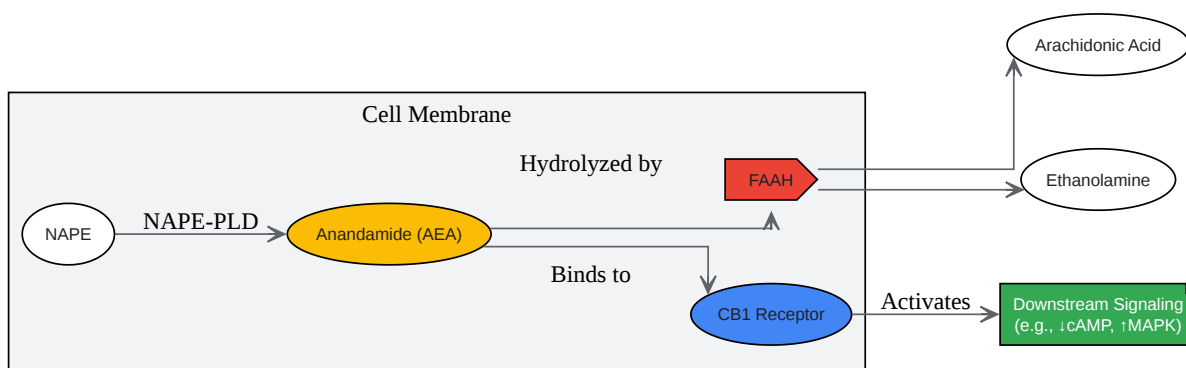 Arachidonic Acid
Cell Membrane
Hydrolyzed by
FAAH
Ethanolamine
NAPE
NAPE-PLD
Anandamide (AEA)
Binds to
CB1 Receptor
Activates
Downstream Signaling
(e.g., ↓cAMP, ↑MAPK)